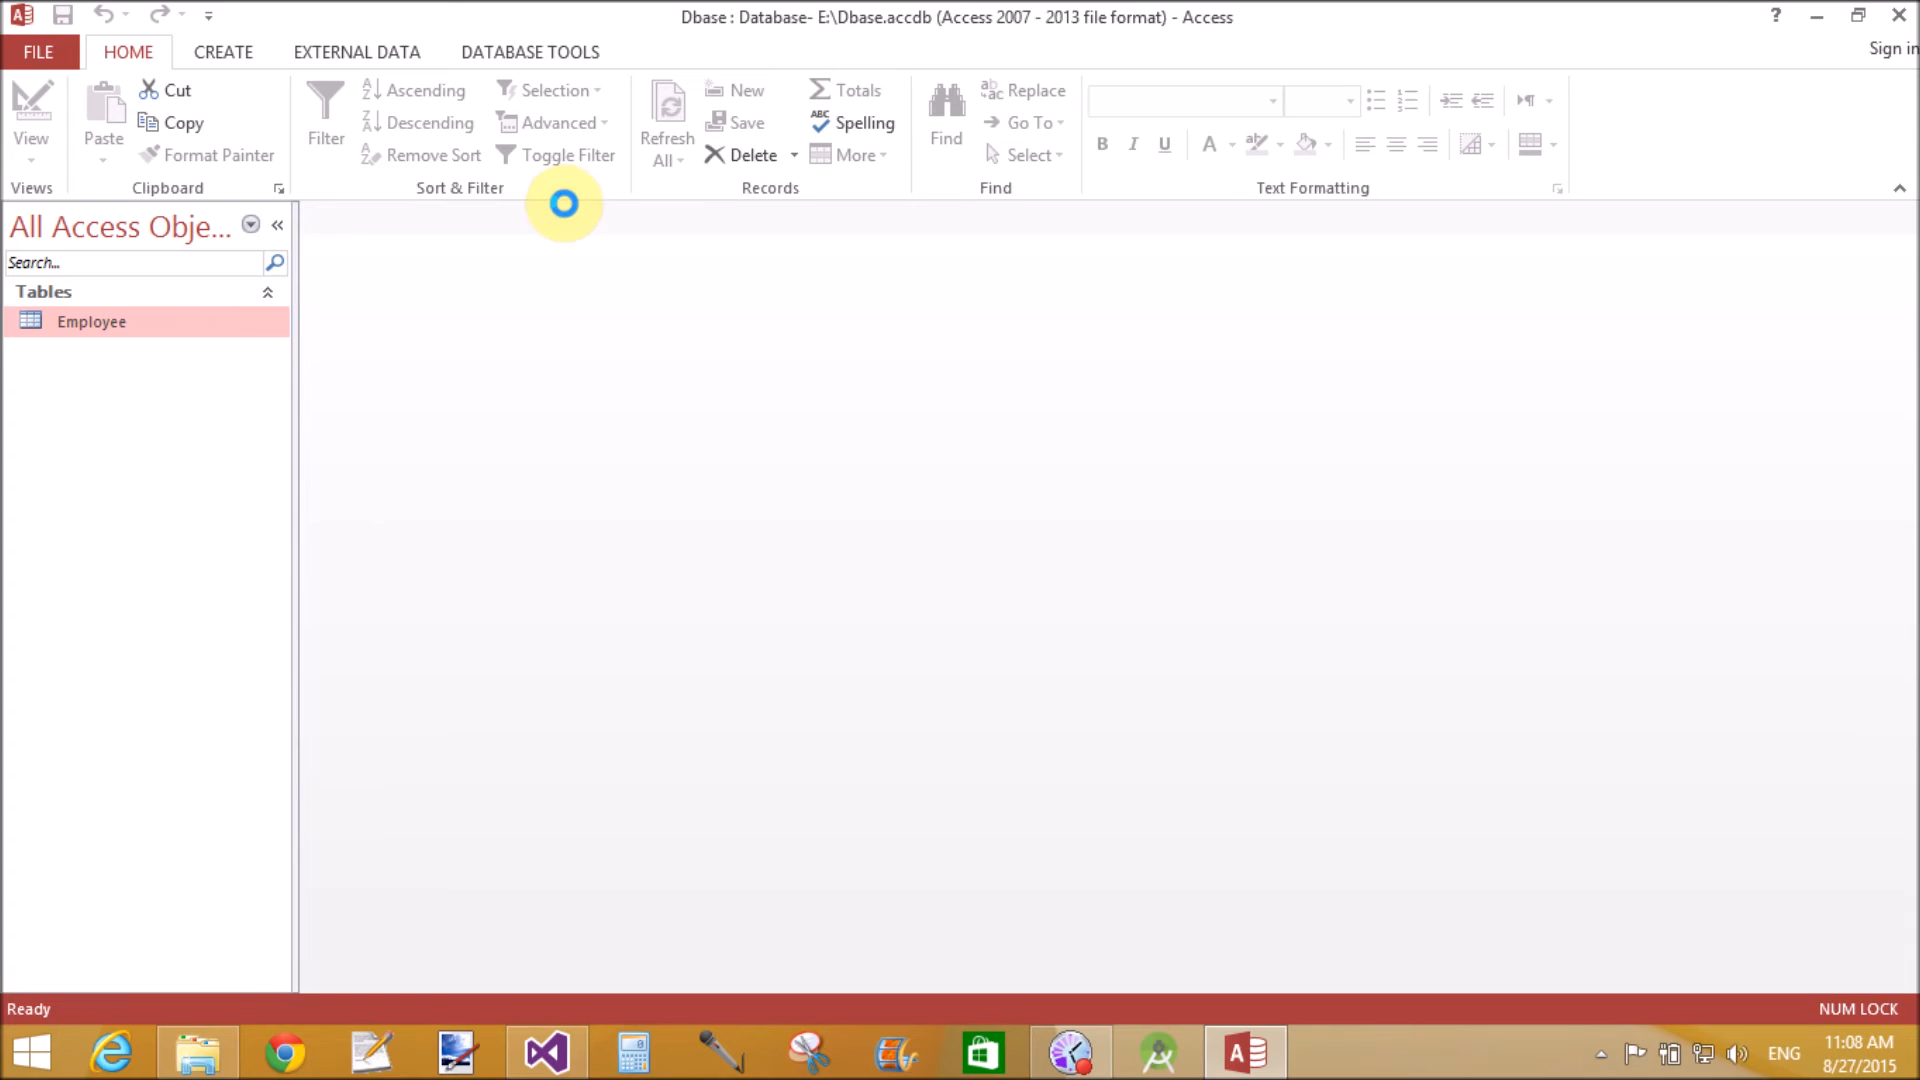 Dbase : Database- E:\Dbase.accdb (Access 2007 - 2013 file format) - Access
?
FILE HOME CREATE EXTERNAL DATA DATABASE TOOLS
Sign in
View
Views
Paste
Cut
Copy
Format Painter
Clipboard
Filter
Ascending
Descending
Remove Sort
Selection
Advanced
Toggle Filter
Sort & Filter
Refresh
All
New
Save
Delete
Totals
Spelling
More
Records
Find
Replace
Go To
Select
Find
B I U A
Text Formatting
All Access Obje...
Search...
Tables
Employee
Ready
NUM LOCK
ENG
11:08 AM
8/27/2015